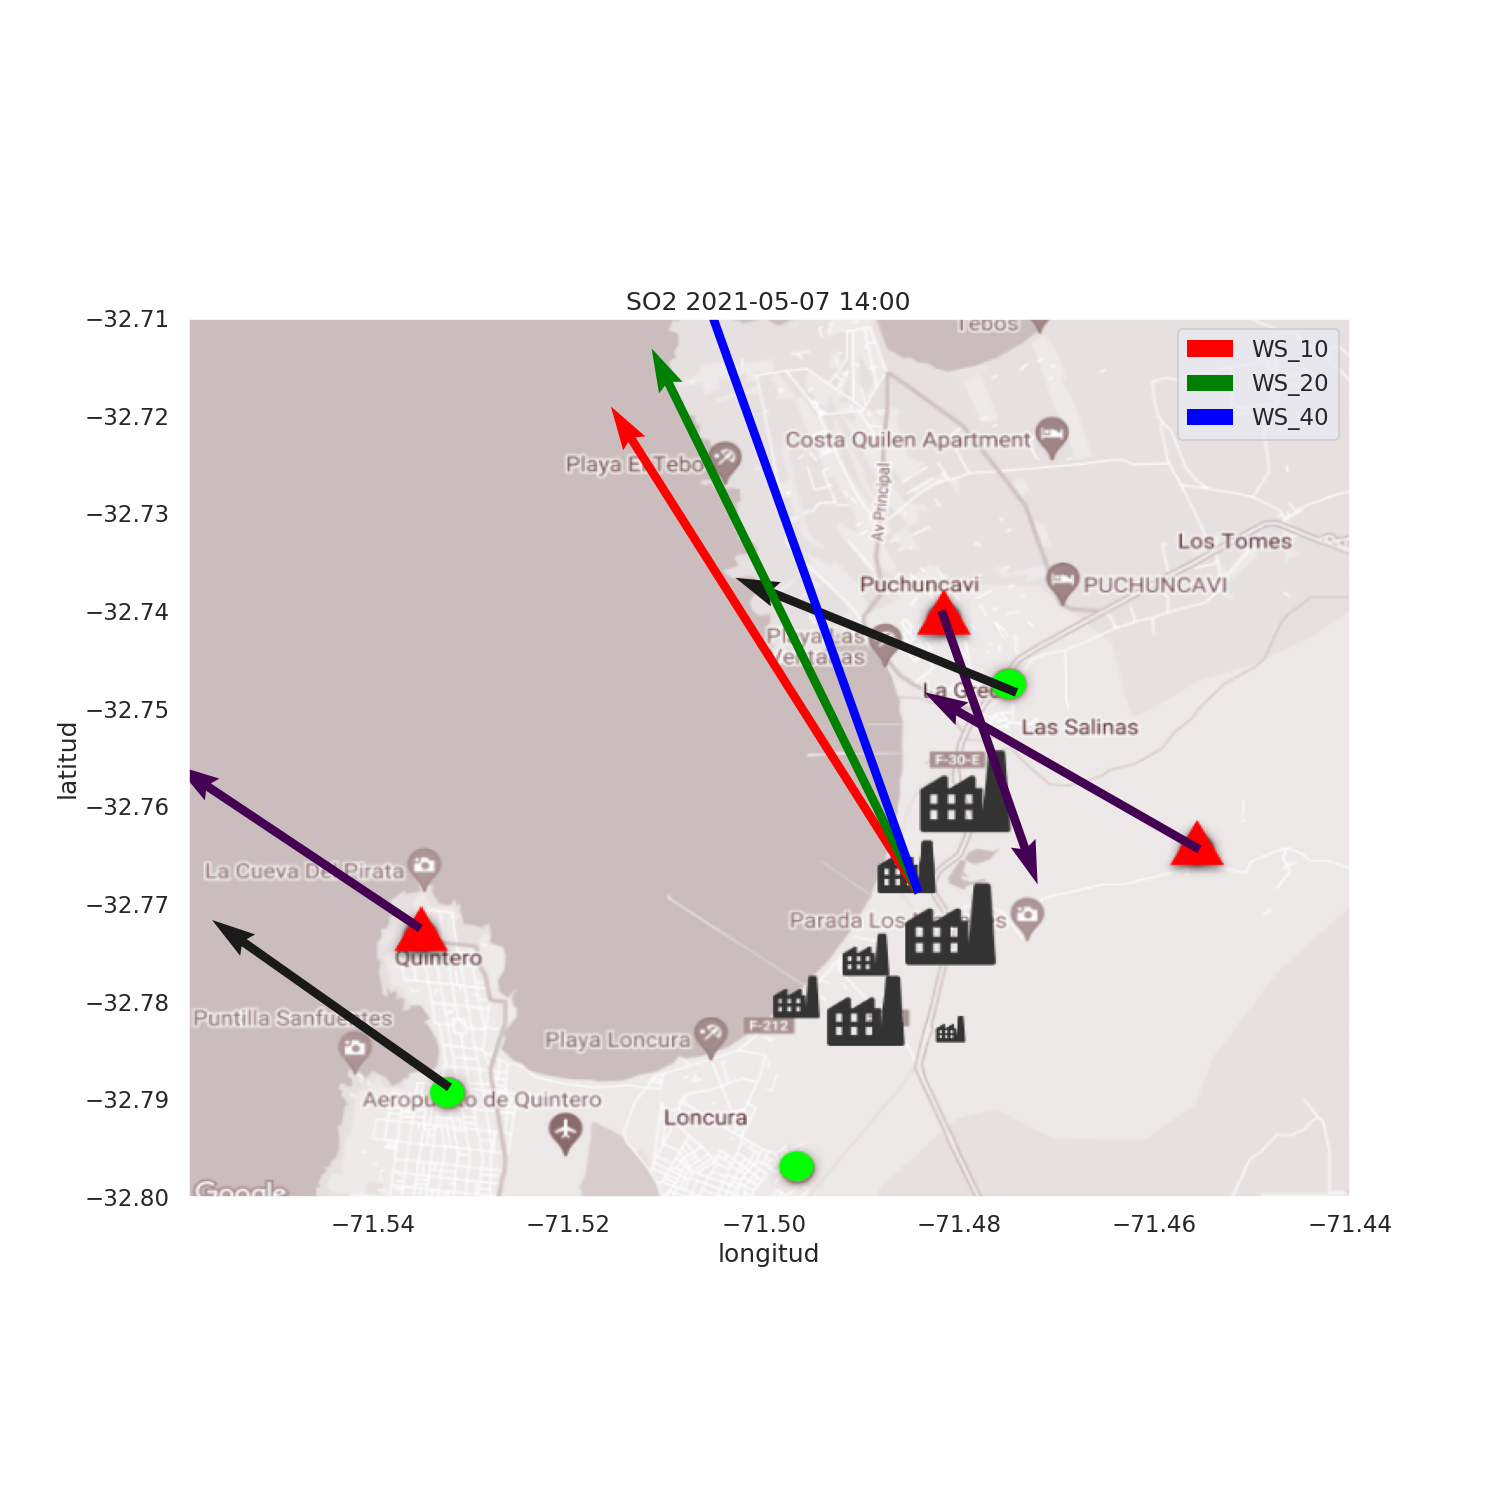 SO2 2021-05-07 14:00
−32.71
−32.72
−32.73
−32.74
−32.75
−32.76
−32.77
−32.78
−32.79
−32.80
latitud
Tebos
WS_10
WS_20
WS_40
Costa Quilen Apartment
Playa El Tebo
Av Principal
Los Tomes
Puchuncavi
PUCHUNCAVI
Playa Las
Ventanas
La Gre
Las Salinas
F-30-E
La Cueva Del Pirata
Parada Los
Quintero
Puntilla Sanfuentes
F-212
Playa Loncura
Aeropu to de Quintero
Loncura
Google
−71.54
−71.52
−71.50
−71.48
−71.46
−71.44
longitud